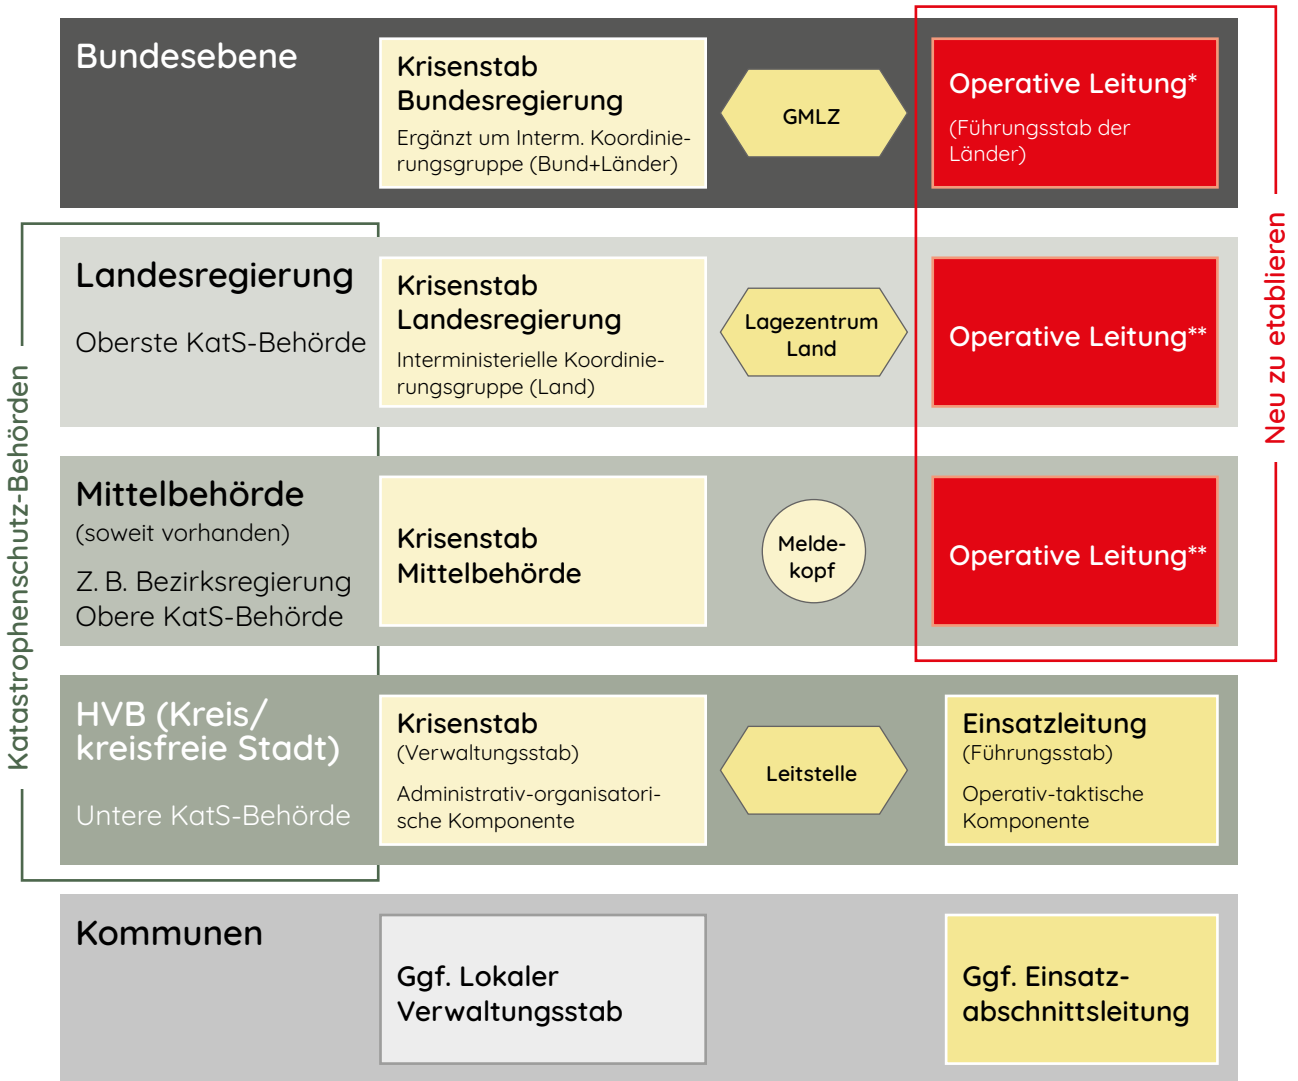 Bundesebene
Krisenstab
Bundesregierung
Ergänzt um Interm. Koordinie-
rungsgruppe (Bund+Länder)
GMLZ
Operative Leitung*
(Führungsstab der
Länder)
Neu zu etablieren
Katastrophenschutz-Behörden
Landesregierung
Oberste KatS-Behörde
Krisenstab
Landesregierung
Interministerielle Koordinie-
rungsgruppe (Land)
Lagezentrum
Land
Operative Leitung**
Mittelbehörde
(soweit vorhanden)
Z. B. Bezirksregierung
Obere KatS-Behörde
Krisenstab
Mittelbehörde
Melde-
kopf
Operative Leitung**
HVB (Kreis/
kreisfreie Stadt)
Untere KatS-Behörde
Krisenstab
(Verwaltungsstab)
Administrativ-organisatori-
sche Komponente
Leitstelle
Einsatzleitung
(Führungsstab)
Operativ-taktische
Komponente
Kommunen
Ggf. Lokaler
Verwaltungsstab
Ggf. Einsatz-
abschnittsleitung